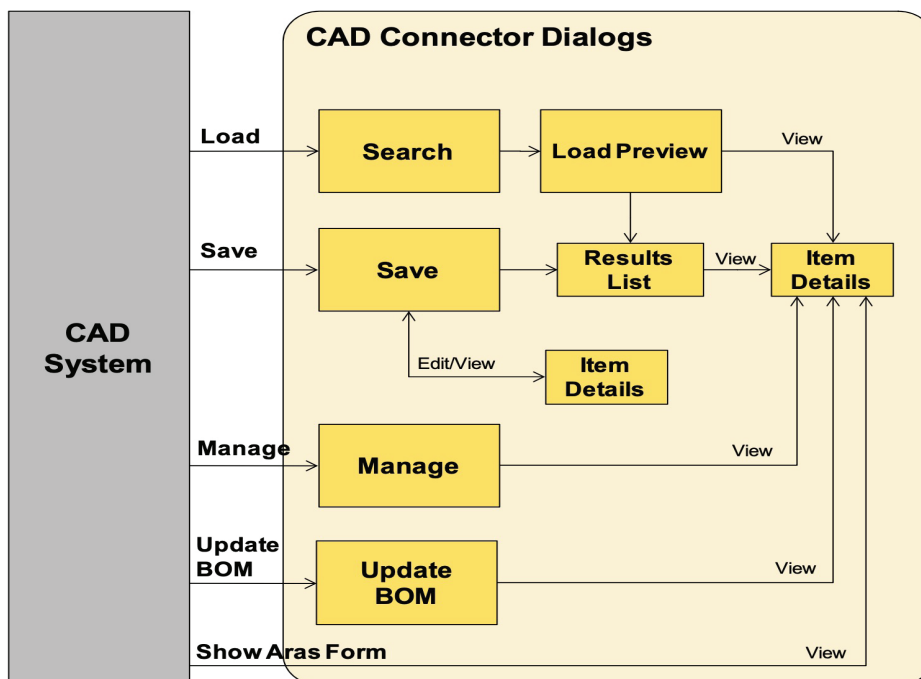 CAD Connector Dialogs
Load
Search
Load Preview
View
Save
Save
Results
List
View
Item
Details
CAD
System
Edit/View
Item
Details
Manage
Manage
View
Update
BOM
Update
BOM
View
Show Aras Form
View